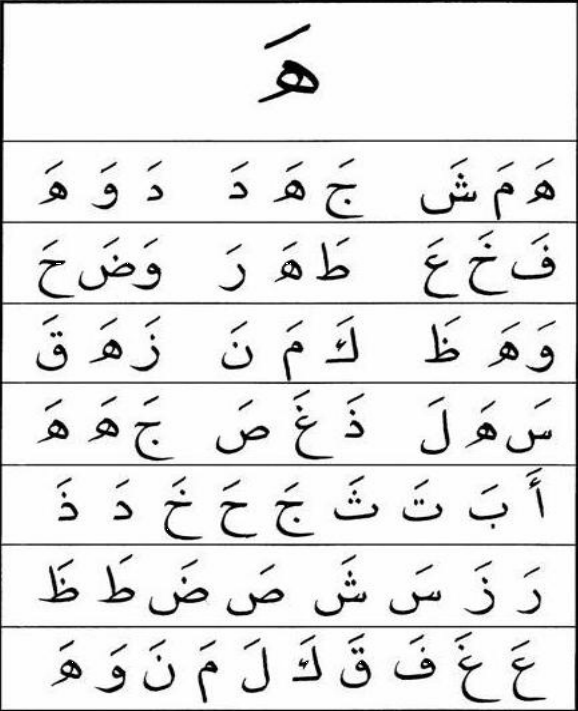 هَ
هَ مَ شَ جَ هَ دَ دَ وَ هَ
فَ خَ عَ طَ هَ رَ وَ ضَ حَ
وَ هَ ظَ كَ مَ نَ زَ هَ قَ
سَ هَ لَ ذَ غَ صَ جَ هَ هَ
أَ بَ تَ ثَ جَ حَ خَ دَ ذَ
رَ زَ سَ شَ صَ ضَ طَ ظَ
عَ غَ فَ قَ كَ لَ مَ نَ وَ هَ